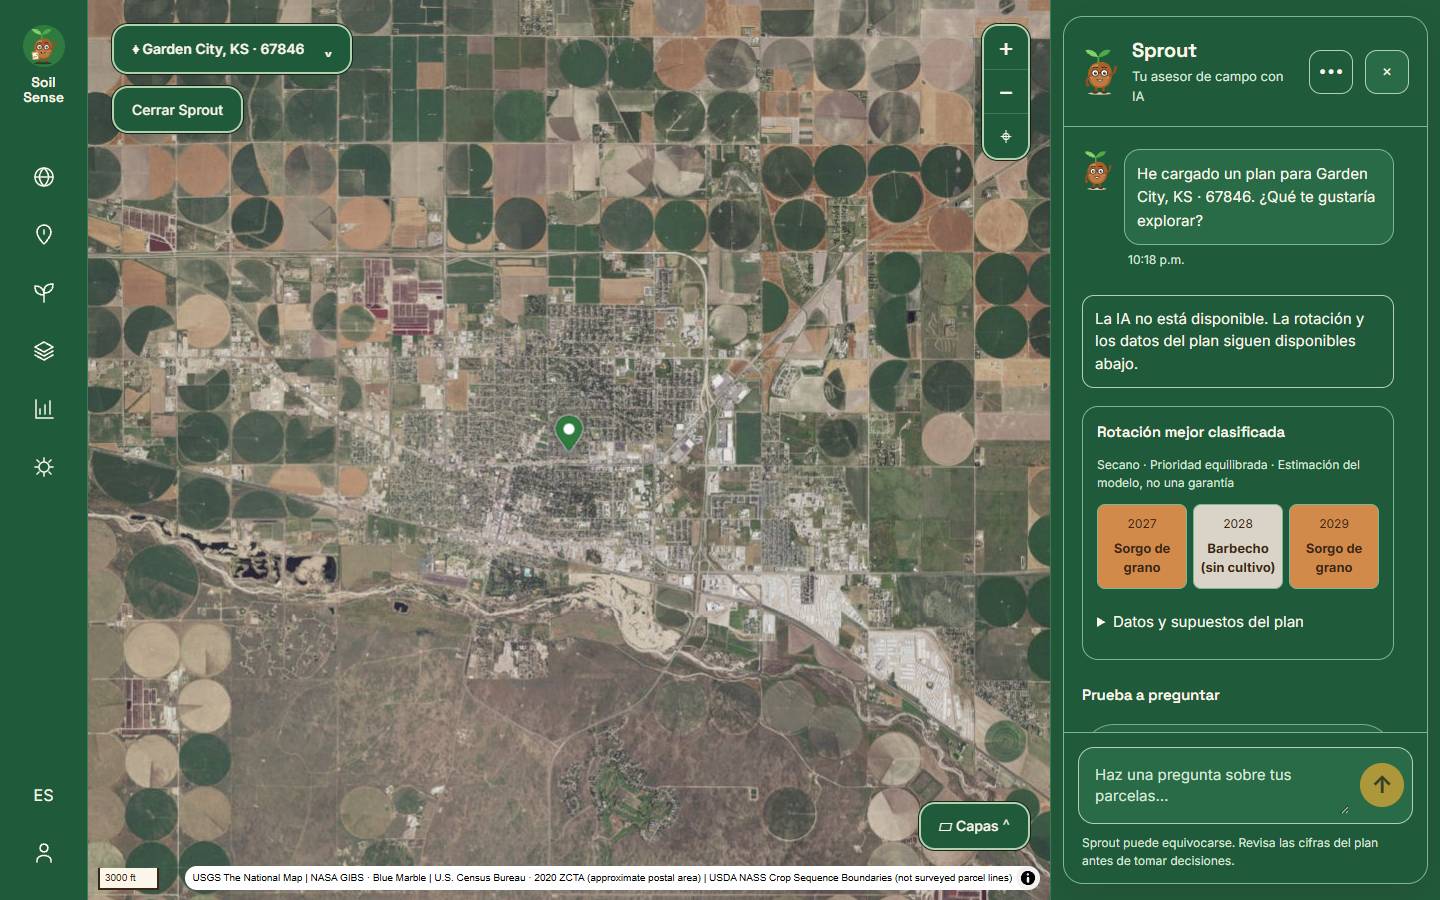 Soil
Sense
ES
Garden City, KS · 67846
Cerrar Sprout
+
−
Capas ^
3000 ft
USGS The National Map | NASA GIBS · Blue Marble | U.S. Census Bureau · 2020 ZCTA (approximate postal area) | USDA NASS Crop Sequence Boundaries (not surveyed parcel lines)
Sprout
Tu asesor de campo con
IA
He cargado un plan para Garden
City, KS · 67846. ¿Qué te gustaría
explorar?
10:18 p.m.
La IA no está disponible. La rotación y
los datos del plan siguen disponibles
abajo.
Rotación mejor clasificada
Secano · Prioridad equilibrada · Estimación del
modelo, no una garantía
2027
Sorgo de
grano
2028
Barbecho
(sin cultivo)
2029
Sorgo de
grano
Datos y supuestos del plan
Prueba a preguntar
Haz una pregunta sobre tus
parcelas...
Sprout puede equivocarse. Revisa las cifras del plan
antes de tomar decisiones.